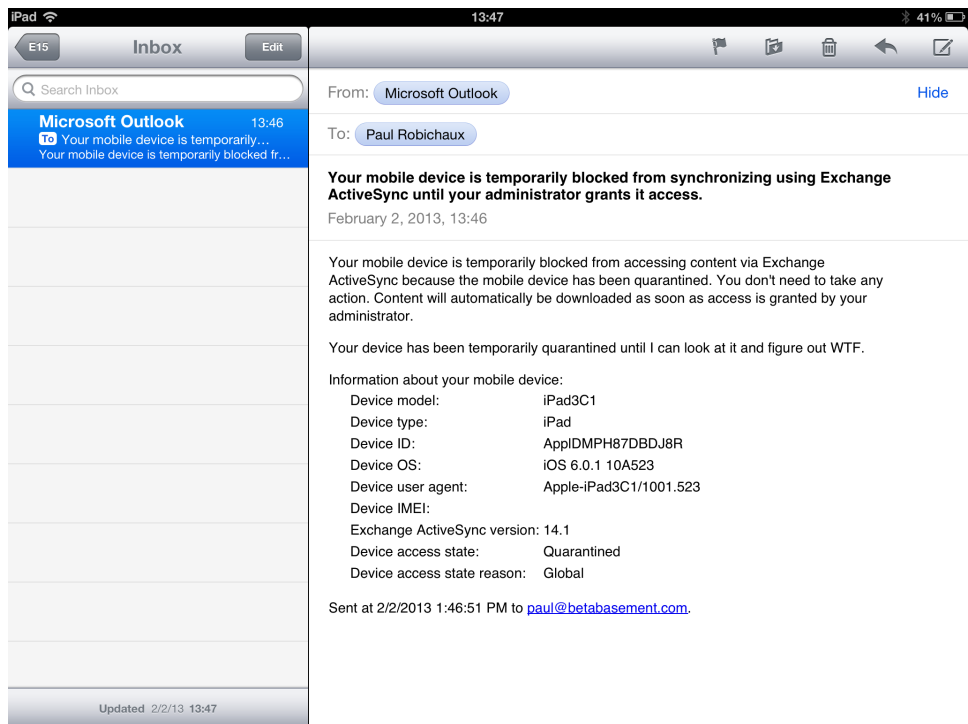 iPad 13:47 41%
E15 Inbox Edit
Search Inbox
Microsoft Outlook 13:46
To Your mobile device is temporarily…
Your mobile device is temporarily blocked fr…
Updated 2/2/13 13:47
From: Microsoft Outlook Hide
To: Paul Robichaux
Your mobile device is temporarily blocked from synchronizing using Exchange
ActiveSync until your administrator grants it access.
February 2, 2013, 13:46
Your mobile device is temporarily blocked from accessing content via Exchange
ActiveSync because the mobile device has been quarantined. You don't need to take any
action. Content will automatically be downloaded as soon as access is granted by your
administrator.
Your device has been temporarily quarantined until I can look at it and figure out WTF.
Information about your mobile device:
Device model: iPad3C1
Device type: iPad
Device ID: ApplDMPH87DBDJ8R
Device OS: iOS 6.0.1 10A523
Device user agent: Apple-iPad3C1/1001.523
Device IMEI:
Exchange ActiveSync version: 14.1
Device access state: Quarantined
Device access state reason: Global
Sent at 2/2/2013 1:46:51 PM to paul@betabasement.com.